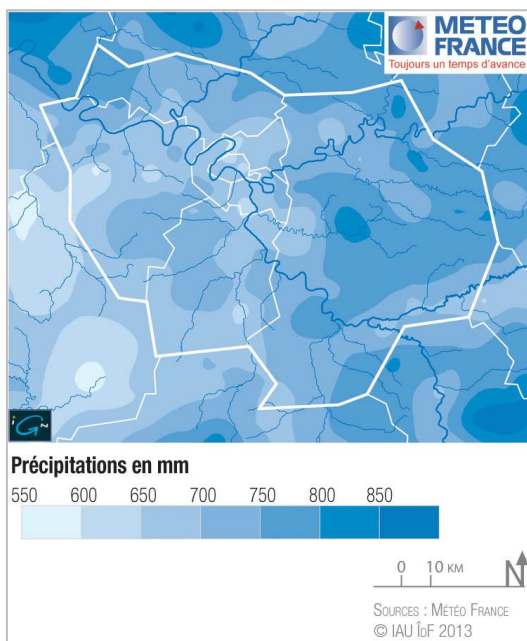 METEO
FRANCE
Toujours un temps d'avance
Précipitations en mm
550 600 650 700 750 800 850
0 10 KM
N
SOURCES : MÉTÉO FRANCE
© IAU ÎDF 2013